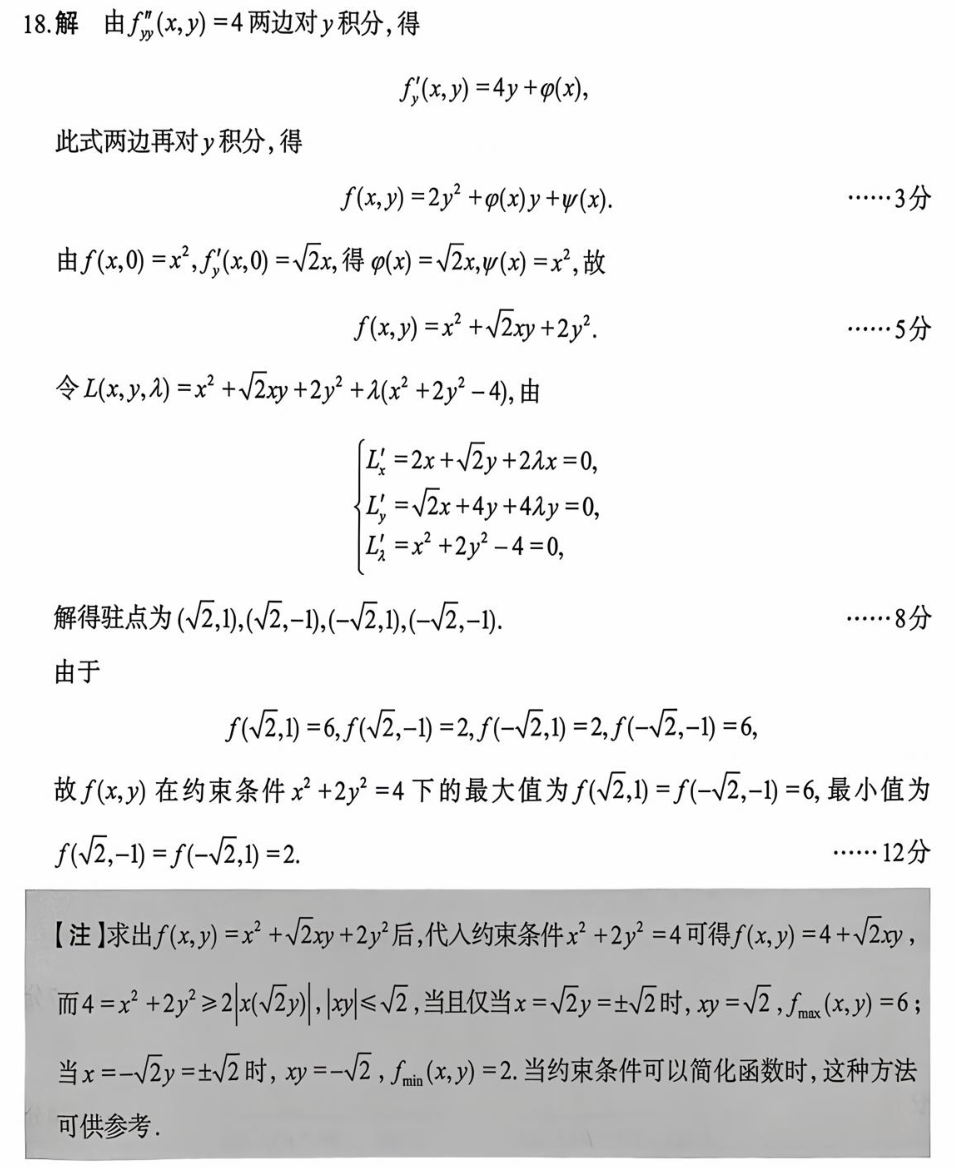 18.解 由f″yy(x,y)=4两边对y积分,得
f′y(x,y)=4y+φ(x),
此式两边再对y积分,得
f(x,y)=2y²+φ(x)y+ψ(x). ……3分
由f(x,0)=x²,f′y(x,0)=√2x,得φ(x)=√2x,ψ(x)=x²,故
f(x,y)=x²+√2xy+2y². ……5分
令L(x,y,λ)=x²+√2xy+2y²+λ(x²+2y²-4),由
L′x=2x+√2y+2λx=0,
L′y=√2x+4y+4λy=0,
L′λ=x²+2y²-4=0,
解得驻点为(√2,1),(√2,-1),(-√2,1),(-√2,-1). ……8分
由于
f(√2,1)=6,f(√2,-1)=2,f(-√2,1)=2,f(-√2,-1)=6,
故f(x,y)在约束条件x²+2y²=4下的最大值为f(√2,1)=f(-√2,-1)=6,最小值为
f(√2,-1)=f(-√2,1)=2. ……12分
【注】求出f(x,y)=x²+√2xy+2y²后,代入约束条件x²+2y²=4可得f(x,y)=4+√2xy,
而4=x²+2y²≥2|x(√2y)|,|xy|≤√2,当且仅当x=√2y=±√2时,xy=√2,fmax(x,y)=6;
当x=-√2y=±√2时,xy=-√2,fmin(x,y)=2.当约束条件可以简化函数时,这种方法
可供参考.